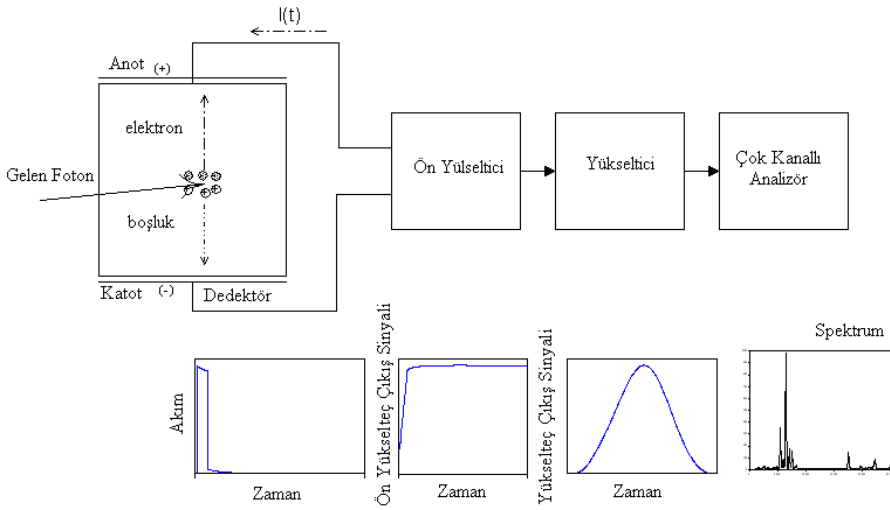 I(t)
Anot (+)
elektron
Gelen Foton
boşluk
Katot (-) Dedektör
Ön Yülseltici
Yükseltici
Çok Kanallı
Analizör
Akım
Zaman
Ön Yükselteç Çıkış Sinyali
Zaman
Yükselteç Çıkış Sinyali
Zaman
Spektrum